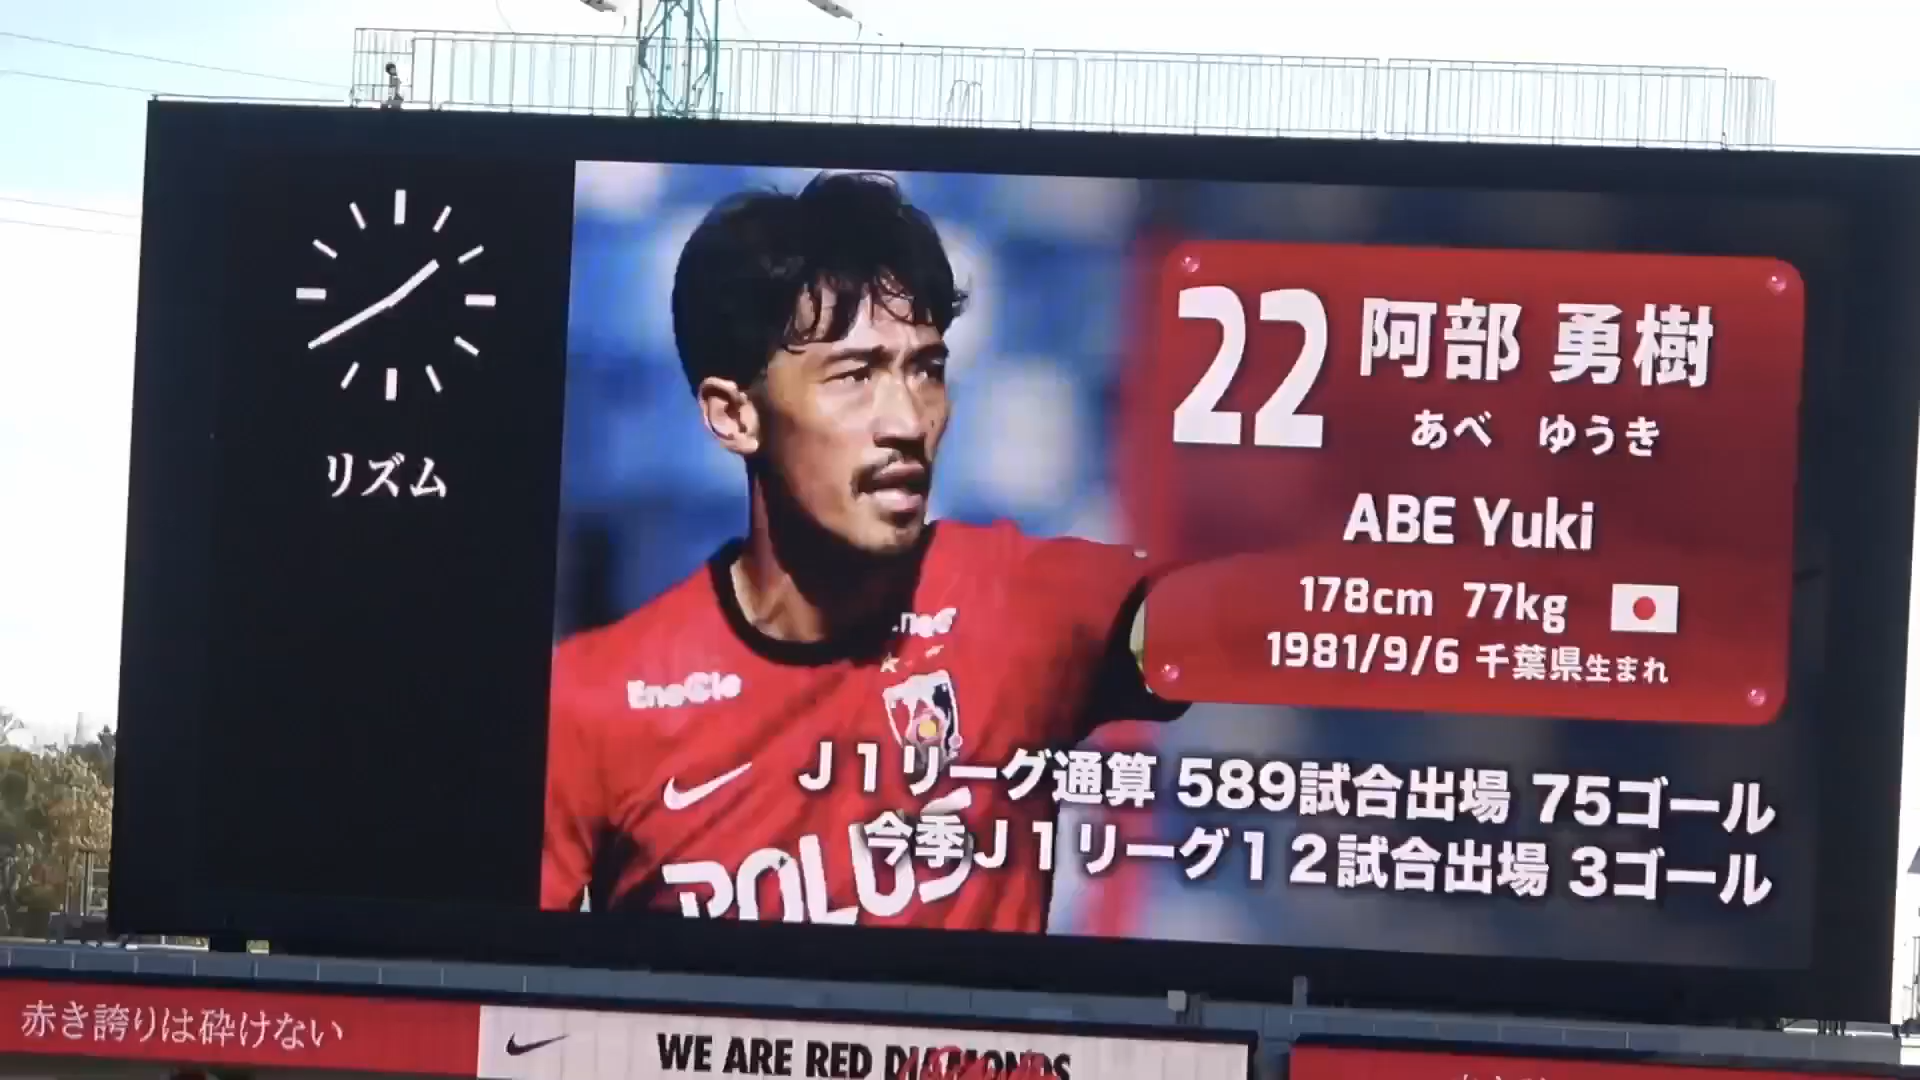 リズム
22
阿部 勇樹
あべ ゆうき
ABE Yuki
178cm 77kg
1981/9/6 千葉県生まれ
EneCle
POLUS
J1リーグ通算 589試合出場 75ゴール
今季J1リーグ12試合出場 3ゴール
赤き誇りは砕けない
WE ARE RED DIAMONDS